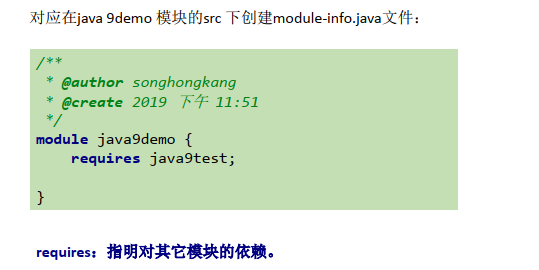 对应在java 9demo 模块的src 下创建module-info.java文件：
/**
 * @author songhongkang
 * @create 2019 下午 11:51
 */
module java9demo {
    requires java9test;
}
requires：指明对其它模块的依赖。